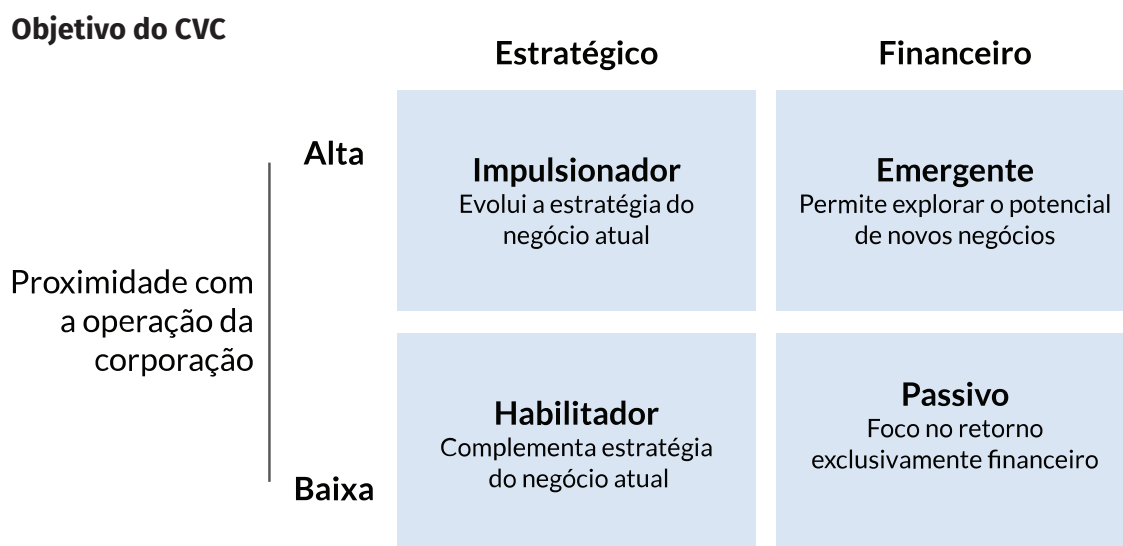 Objetivo do CVC
Estratégico
Financeiro
Alta
Impulsionador
Evolui a estratégia do
negócio atual
Emergente
Permite explorar o potencial
de novos negócios
Proximidade com
a operação da
corporação
Habilitador
Complementa estratégia
do negócio atual
Passivo
Foco no retorno
exclusivamente financeiro
Baixa